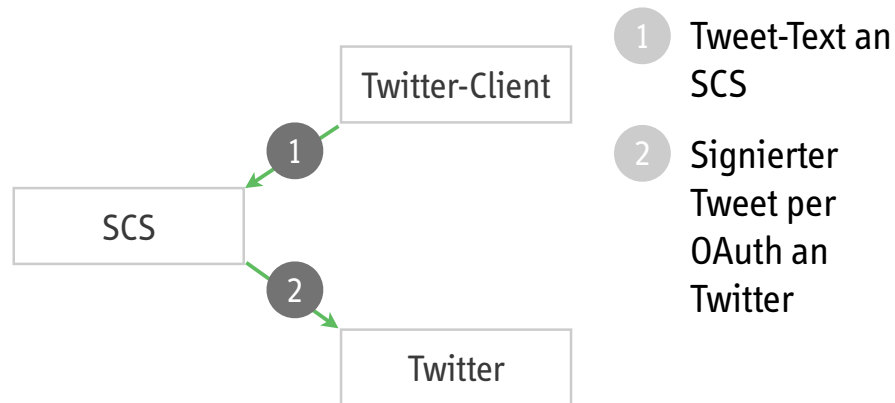 Twitter-Client
1
SCS
2
Twitter
1 Tweet-Text an
SCS
2 Signierter
Tweet per
OAuth an
Twitter